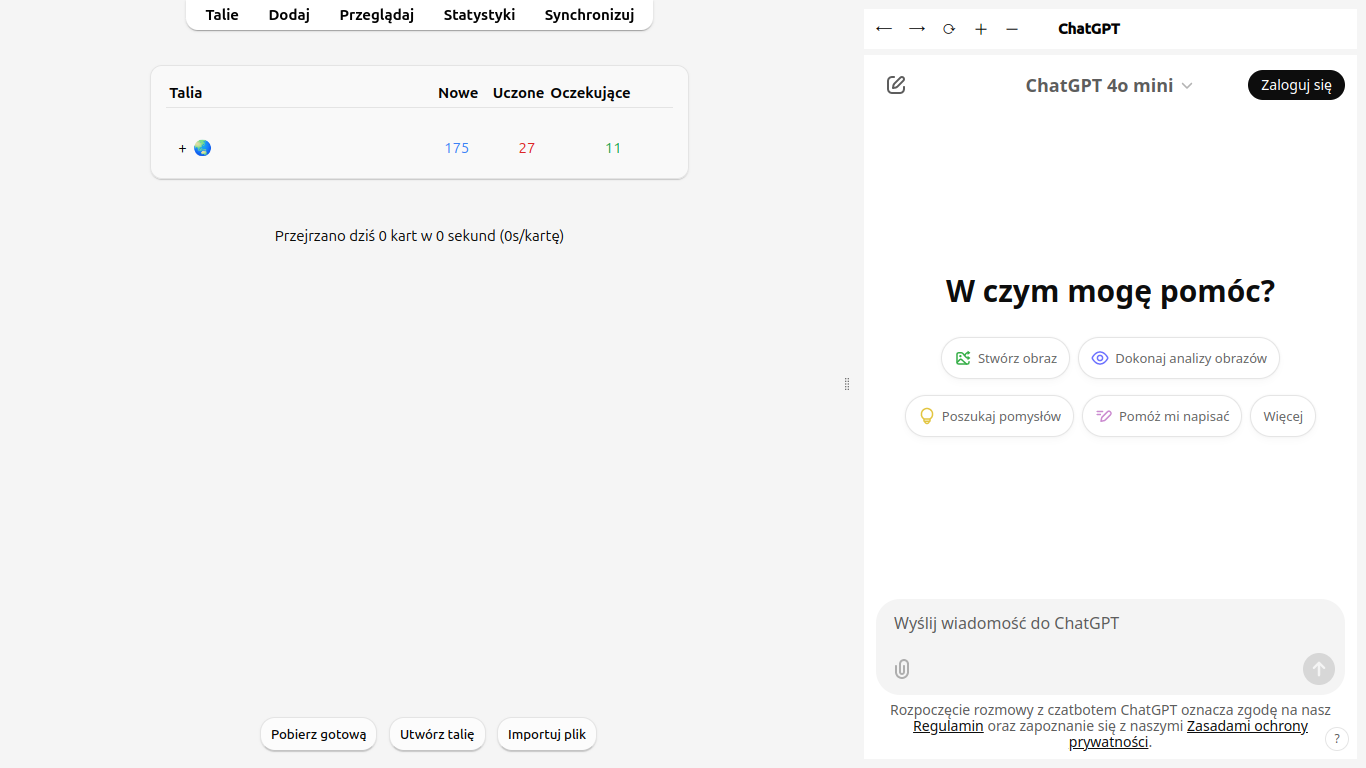 Talie Dodaj Przeglądaj Statystyki Synchronizuj
Talia Nowe Uczone Oczekujące
+ 🌏 175 27 11
Przejrzano dziś 0 kart w 0 sekund (0s/kartę)
Pobierz gotową Utwórz talię Importuj plik
ChatGPT
ChatGPT 4o mini
Zaloguj się
W czym mogę pomóc?
Stwórz obraz Dokonaj analizy obrazów
Poszukaj pomysłów Pomóż mi napisać Więcej
Wyślij wiadomość do ChatGPT
Rozpoczęcie rozmowy z czatbotem ChatGPT oznacza zgodę na nasz
Regulamin oraz zapoznanie się z naszymi Zasadami ochrony
prywatności.
?